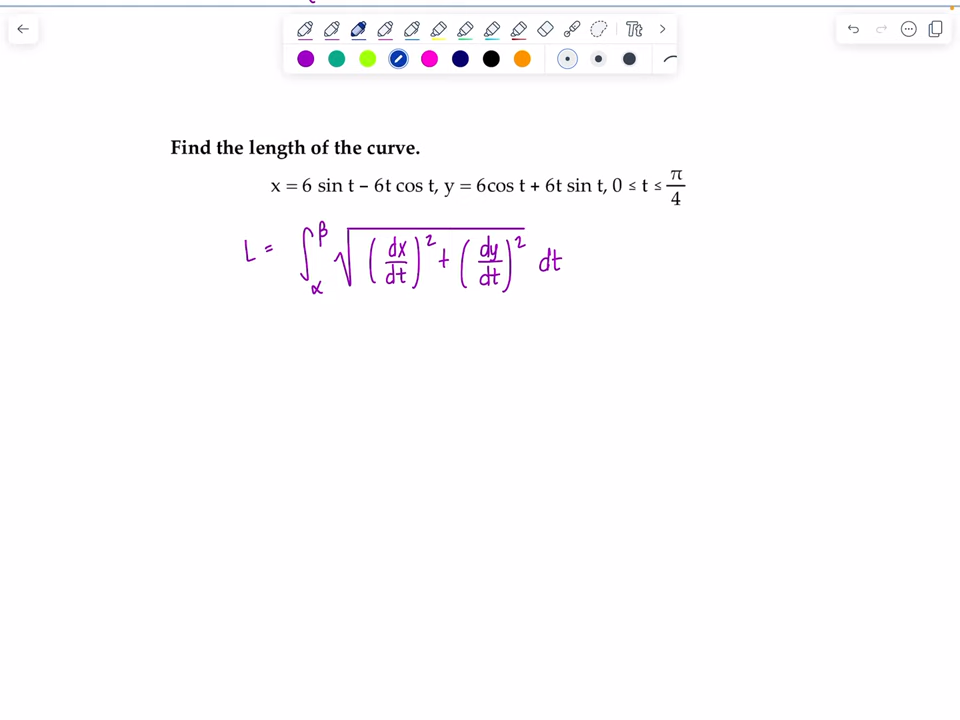 Tt
Find the length of the curve.
x = 6 sin t – 6t cos t, y = 6cos t + 6t sin t, 0 ≤ t ≤ π/4
L = ∫_α^β √((dx/dt)² + (dy/dt)²) dt